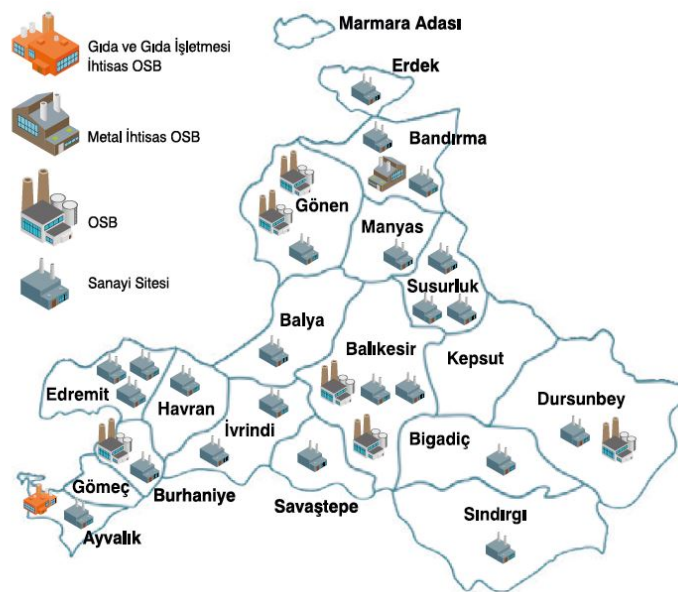 Gıda ve Gıda İşletmesi
İhtisas OSB
Metal İhtisas OSB
OSB
Sanayi Sitesi
Marmara Adası
Erdek
Bandırma
Gönen
Manyas
Susurluk
Balya
Balıkesir
Kepsut
Edremit
Havran
İvrindi
Dursunbey
Bigadiç
Gömeç
Burhaniye
Savaştepe
Sındırgı
Ayvalık